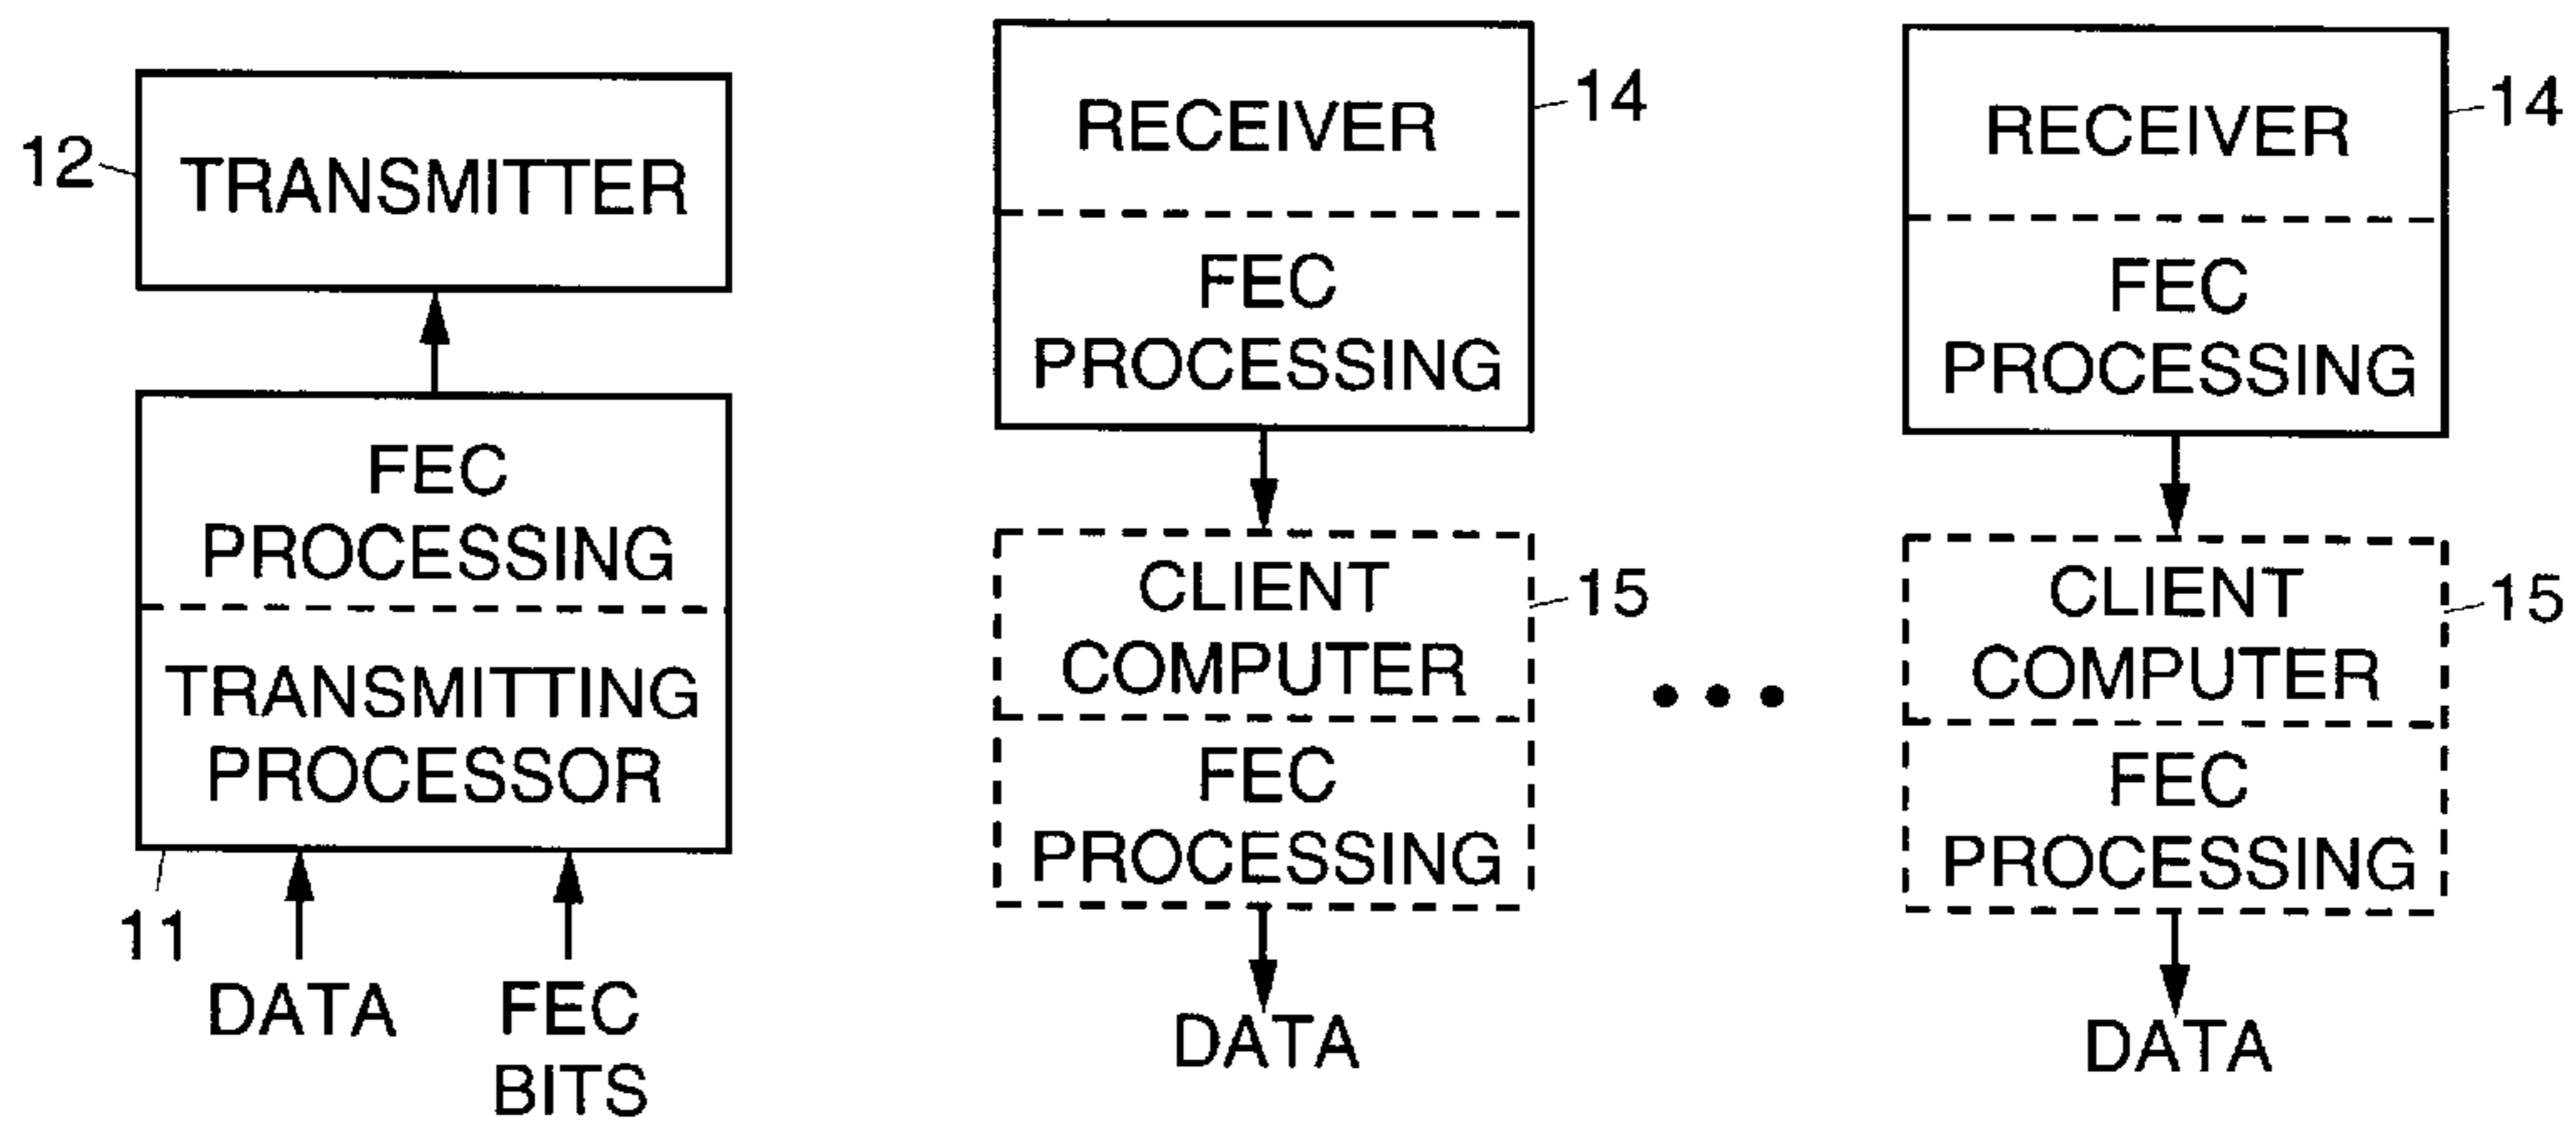 12
TRANSMITTER
FEC
PROCESSING
TRANSMITTING
PROCESSOR
11
DATA
FEC
BITS
RECEIVER
14
FEC
PROCESSING
CLIENT
COMPUTER
15
FEC
PROCESSING
DATA
RECEIVER
14
FEC
PROCESSING
CLIENT
COMPUTER
15
FEC
PROCESSING
DATA